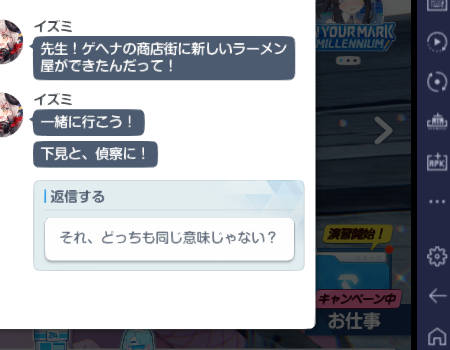 イズミ
先生！ゲヘナの商店街に新しいラーメン
屋ができたんだって！
イズミ
一緒に行こう！
下見と、偵察に！
返信する
それ、どっちも同じ意味じゃない？
YOUR MARK
MILLENNIUM
演習開始！
キャンペーン中
お仕事
APK